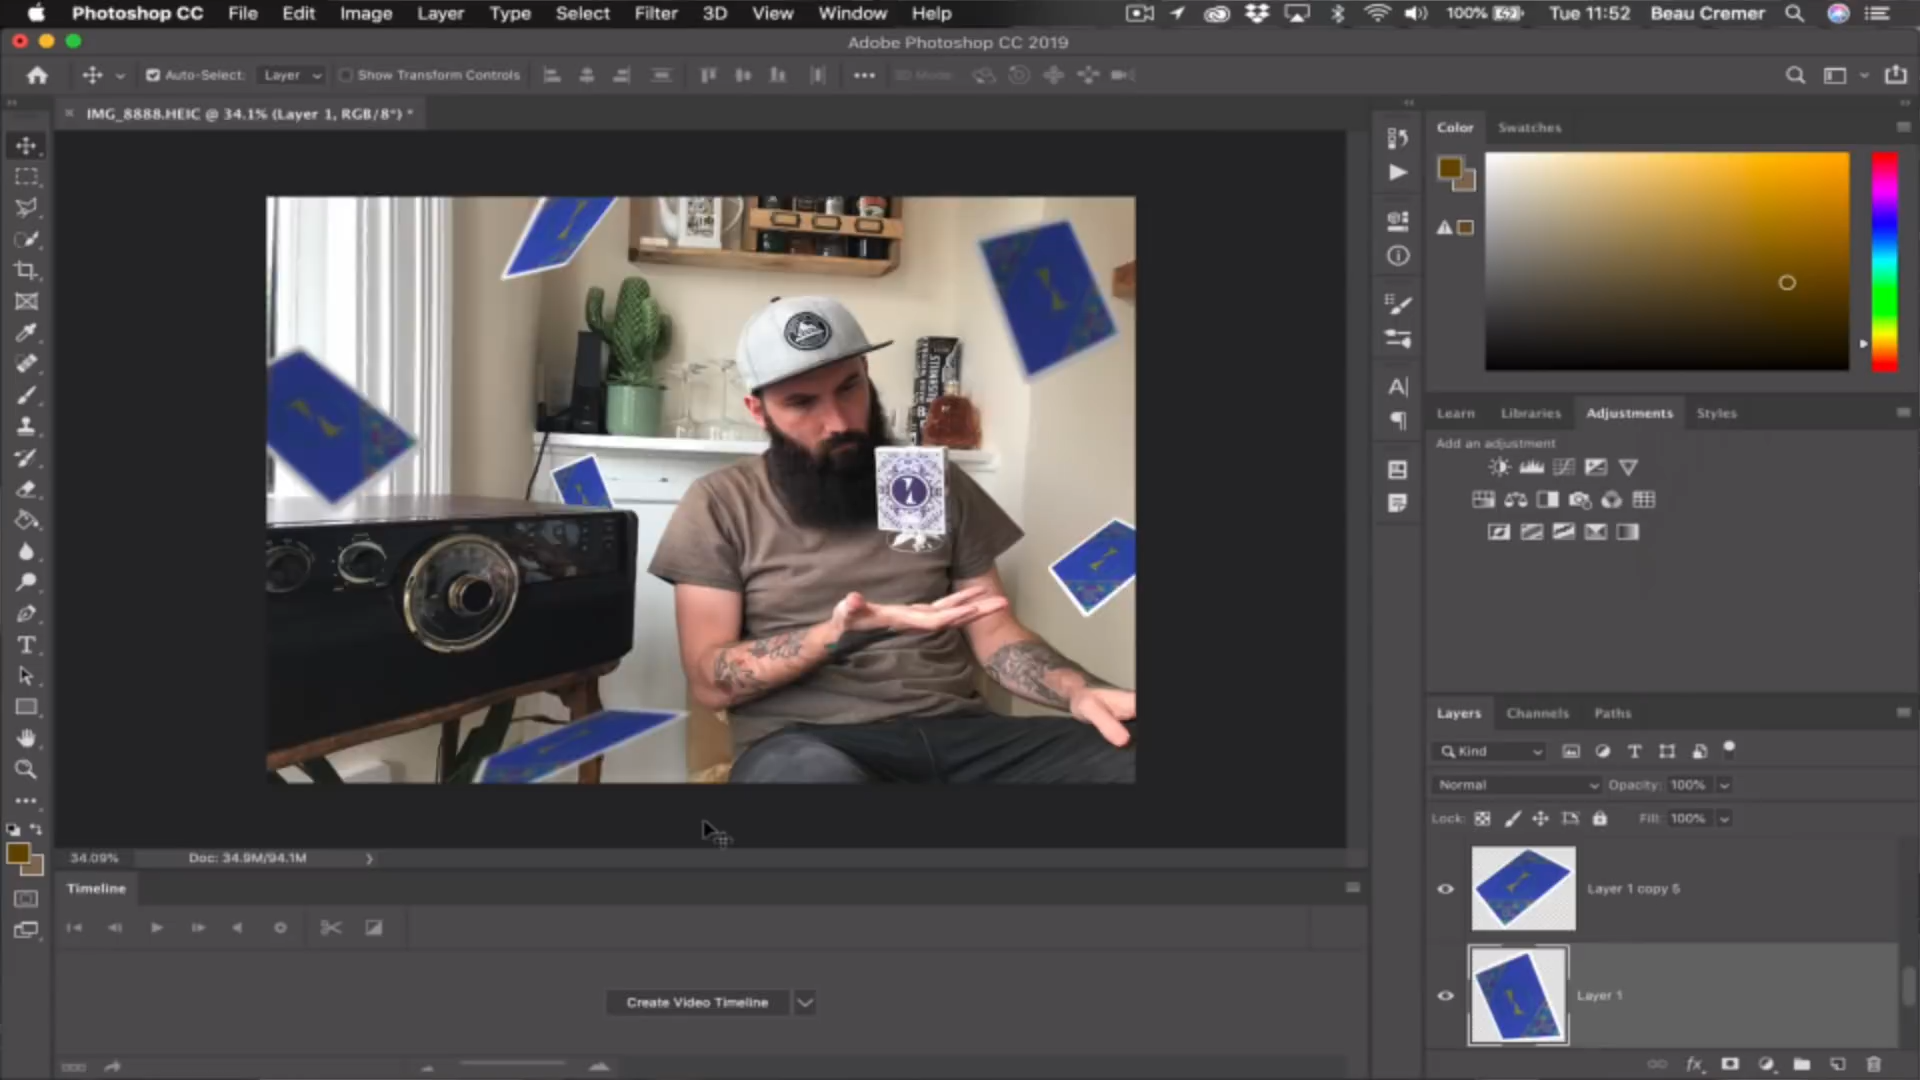 Photoshop CC File Edit Image Layer Type Select Filter 3D View Window Help 100% Tue 11:52 Beau Cremer
Adobe Photoshop CC 2019
Auto-Select: Layer Show Transform Controls 3D Mode:
IMG_8888.HEIC @ 34.1% (Layer 1, RGB/8*) *
Color Swatches
Learn Libraries Adjustments Styles
Add an adjustment
Layers Channels Paths
Kind
Normal Opacity: 100%
Lock: Fill: 100%
34.09% Doc: 34.9M/94.1M
Timeline
Layer 1 copy 5
Create Video Timeline
Layer 1